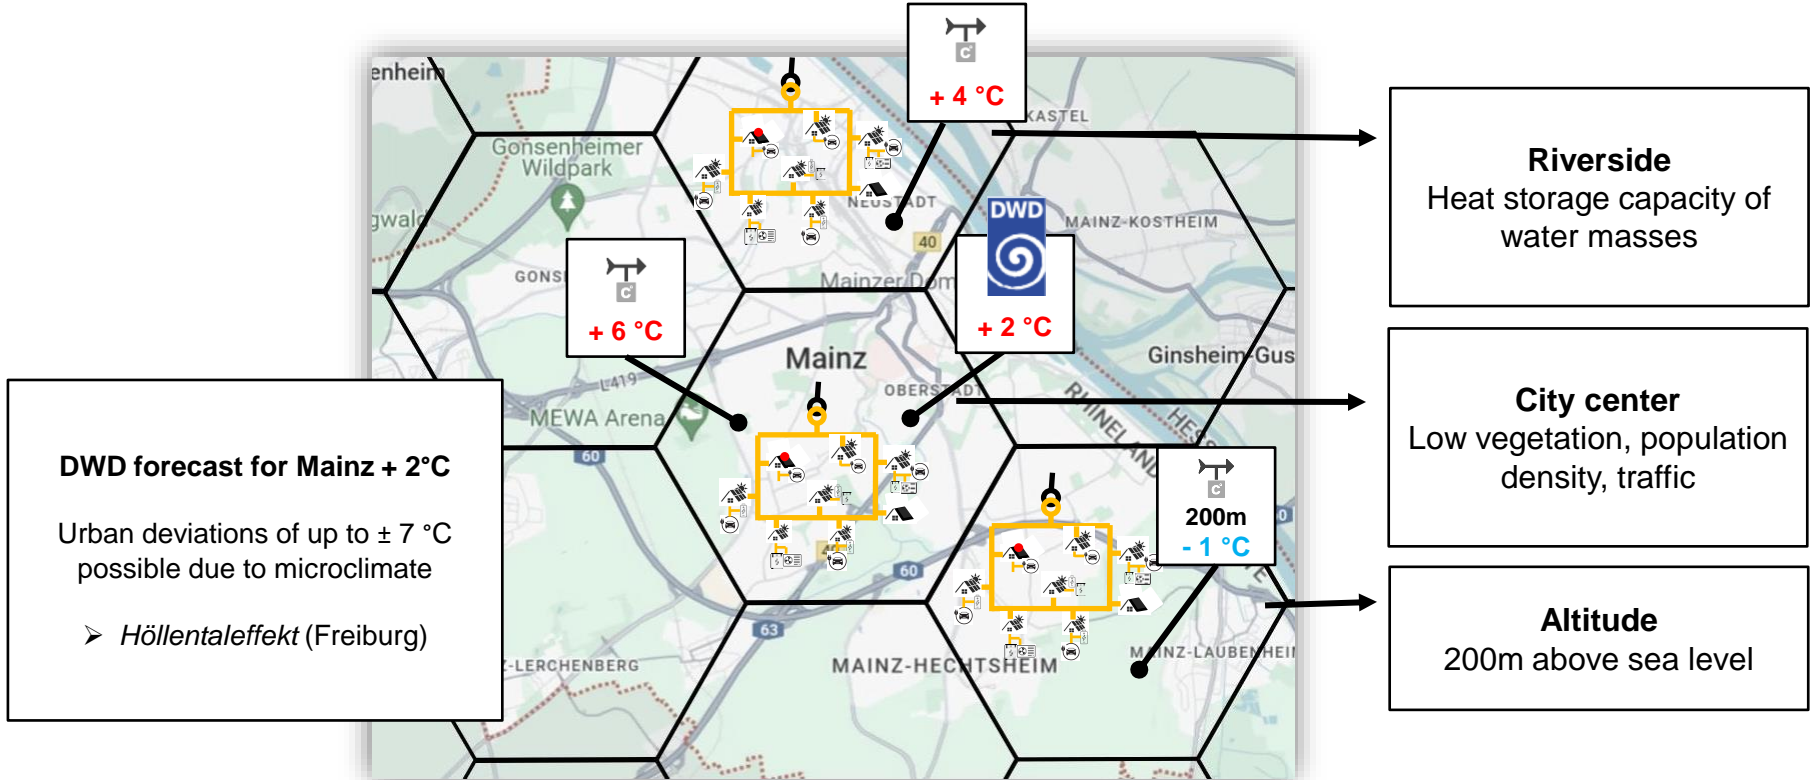 + 4 °C
enheim
KASTEL
Gonsenheimer
Wildpark
NEUSTADT
DWD
gwald
MAINZ-KOSTHEIM
40
GONS
Mainzer Dom
+ 6 °C
+ 2 °C
Mainz
Ginsheim-Gus
L419
OBERSTADT
MEWA Arena
RHINELAND
HESS
60
200m
- 1 °C
60
63
Z-LERCHENBERG
MAINZ-HECHTSHEIM
MAINZ-LAUBENHEI
DWD forecast for Mainz + 2°C
Urban deviations of up to ± 7 °C
possible due to microclimate
➢ Höllentaleffekt (Freiburg)
Riverside
Heat storage capacity of
water masses
City center
Low vegetation, population
density, traffic
Altitude
200m above sea level